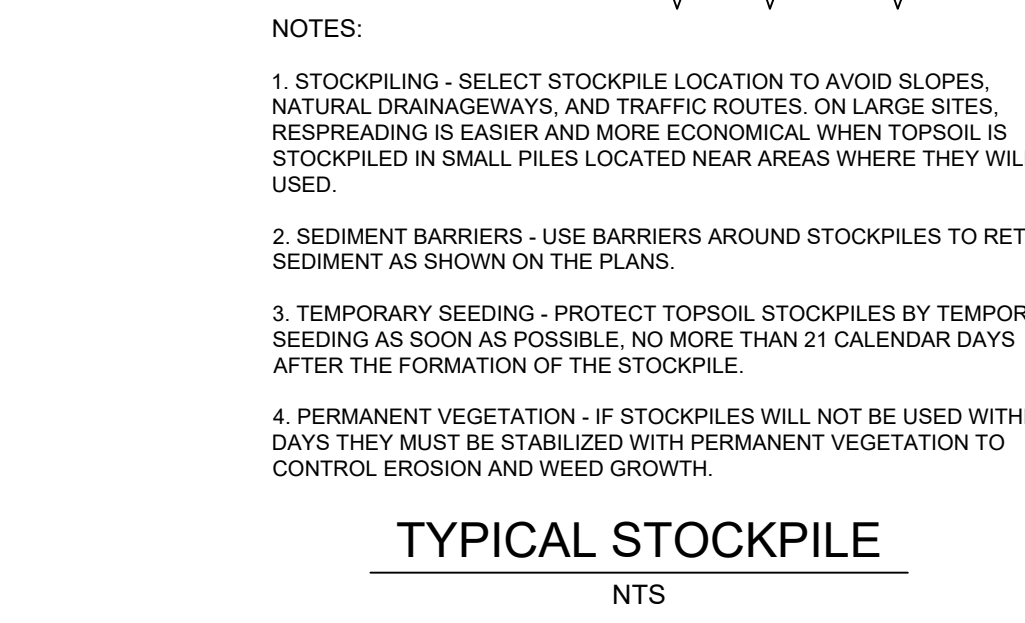 NOTES:
1. STOCKPILING - SELECT STOCKPILE LOCATION TO AVOID SLOPES,
NATURAL DRAINAGEWAYS, AND TRAFFIC ROUTES. ON LARGE SITES,
RESPREADING IS EASIER AND MORE ECONOMICAL WHEN TOPSOIL IS
STOCKPILED IN SMALL PILES LOCATED NEAR AREAS WHERE THEY
USED.
2. SEDIMENT BARRIERS - USE BARRIERS AROUND STOCKPILES TO
SEDIMENT AS SHOWN ON THE PLANS.
3. TEMPORARY SEEDING - PROTECT TOPSOIL STOCKPILES BY
SEEDING AS SOON AS POSSIBLE, NO MORE THAN 21 CALENDAR DAYS
AFTER THE FORMATION OF THE STOCKPILE.
4. PERMANENT VEGETATION - IF STOCKPILES WILL NOT BE USED
DAYS THEY MUST BE STABILIZED WITH PERMANENT VEGETATION TO
CONTROL EROSION AND WEED GROWTH.
TYPICAL STOCKPILE
NTS